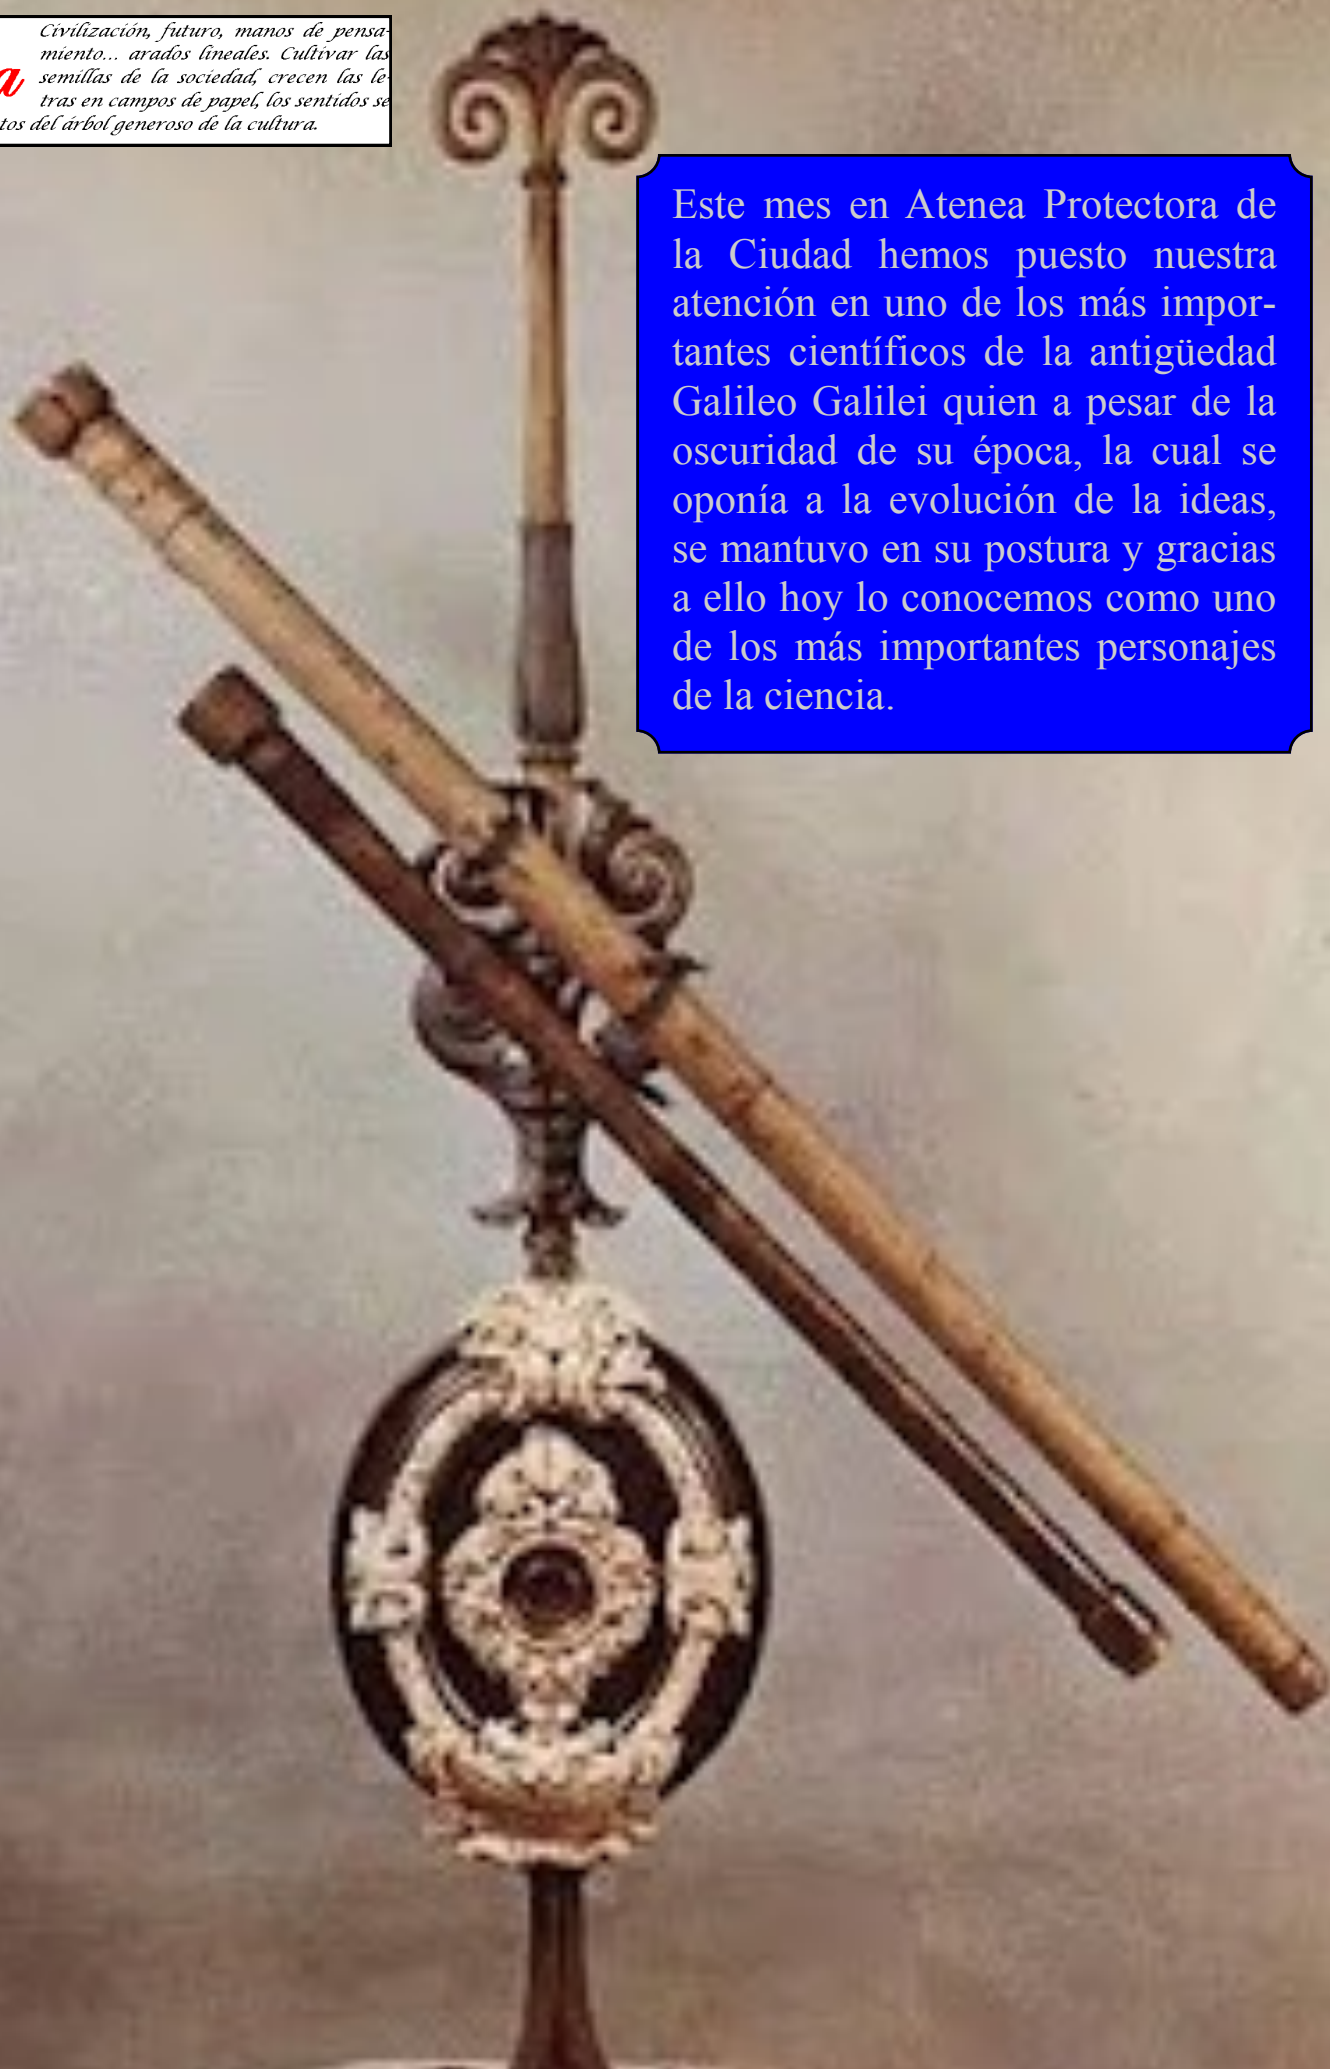 Civilización, futuro, manos de pensa-
miento... arados lineales. Cultivar las
a semillas de la sociedad, crecen las le-
tras en campos de papel, los sentidos se
tos del árbol generoso de la cultura.
Este mes en Atenea Protectora de
la Ciudad hemos puesto nuestra
atención en uno de los más impor-
tantes científicos de la antigüedad
Galileo Galilei quien a pesar de la
oscuridad de su época, la cual se
oponía a la evolución de la ideas,
se mantuvo en su postura y gracias
a ello hoy lo conocemos como uno
de los más importantes personajes
de la ciencia.